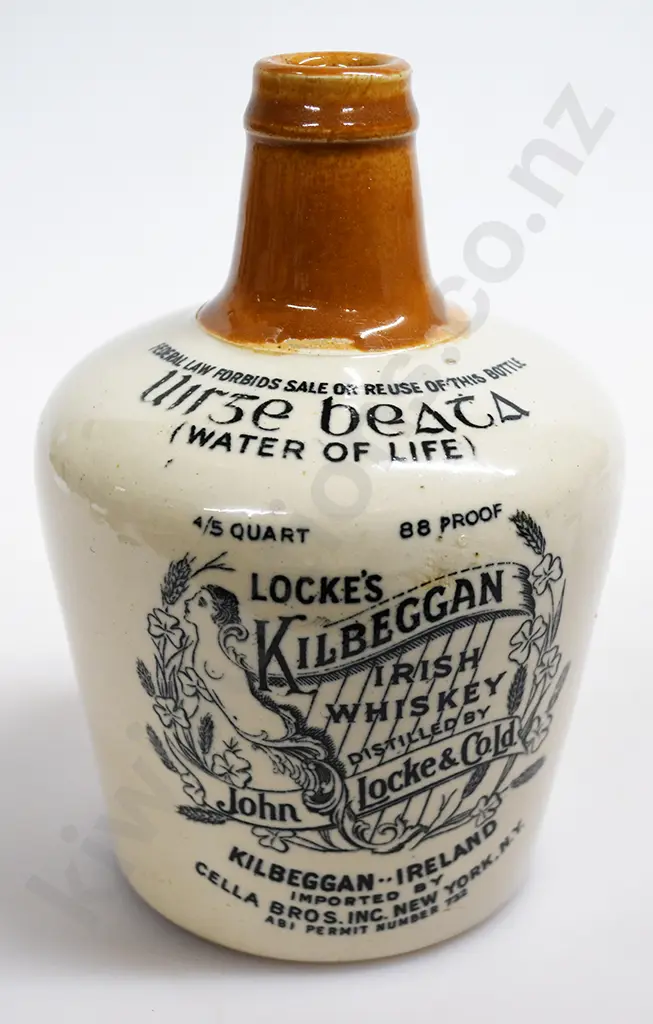 FEDERAL LAW FORBIDS SALE OR REUSE OF THIS BOTTLE
Uirge beata
(WATER OF LIFE)
4/5 QUART 88 PROOF
LOCKE'S
KILBEGGAN
IRISH
WHISKEY
DISTILLED BY
John Locke & Co. Ld.
KILBEGGAN··IRELAND
IMPORTED BY
CELLA BROS. INC. NEW YORK. N.Y.
ABI PERMIT NUMBER 732